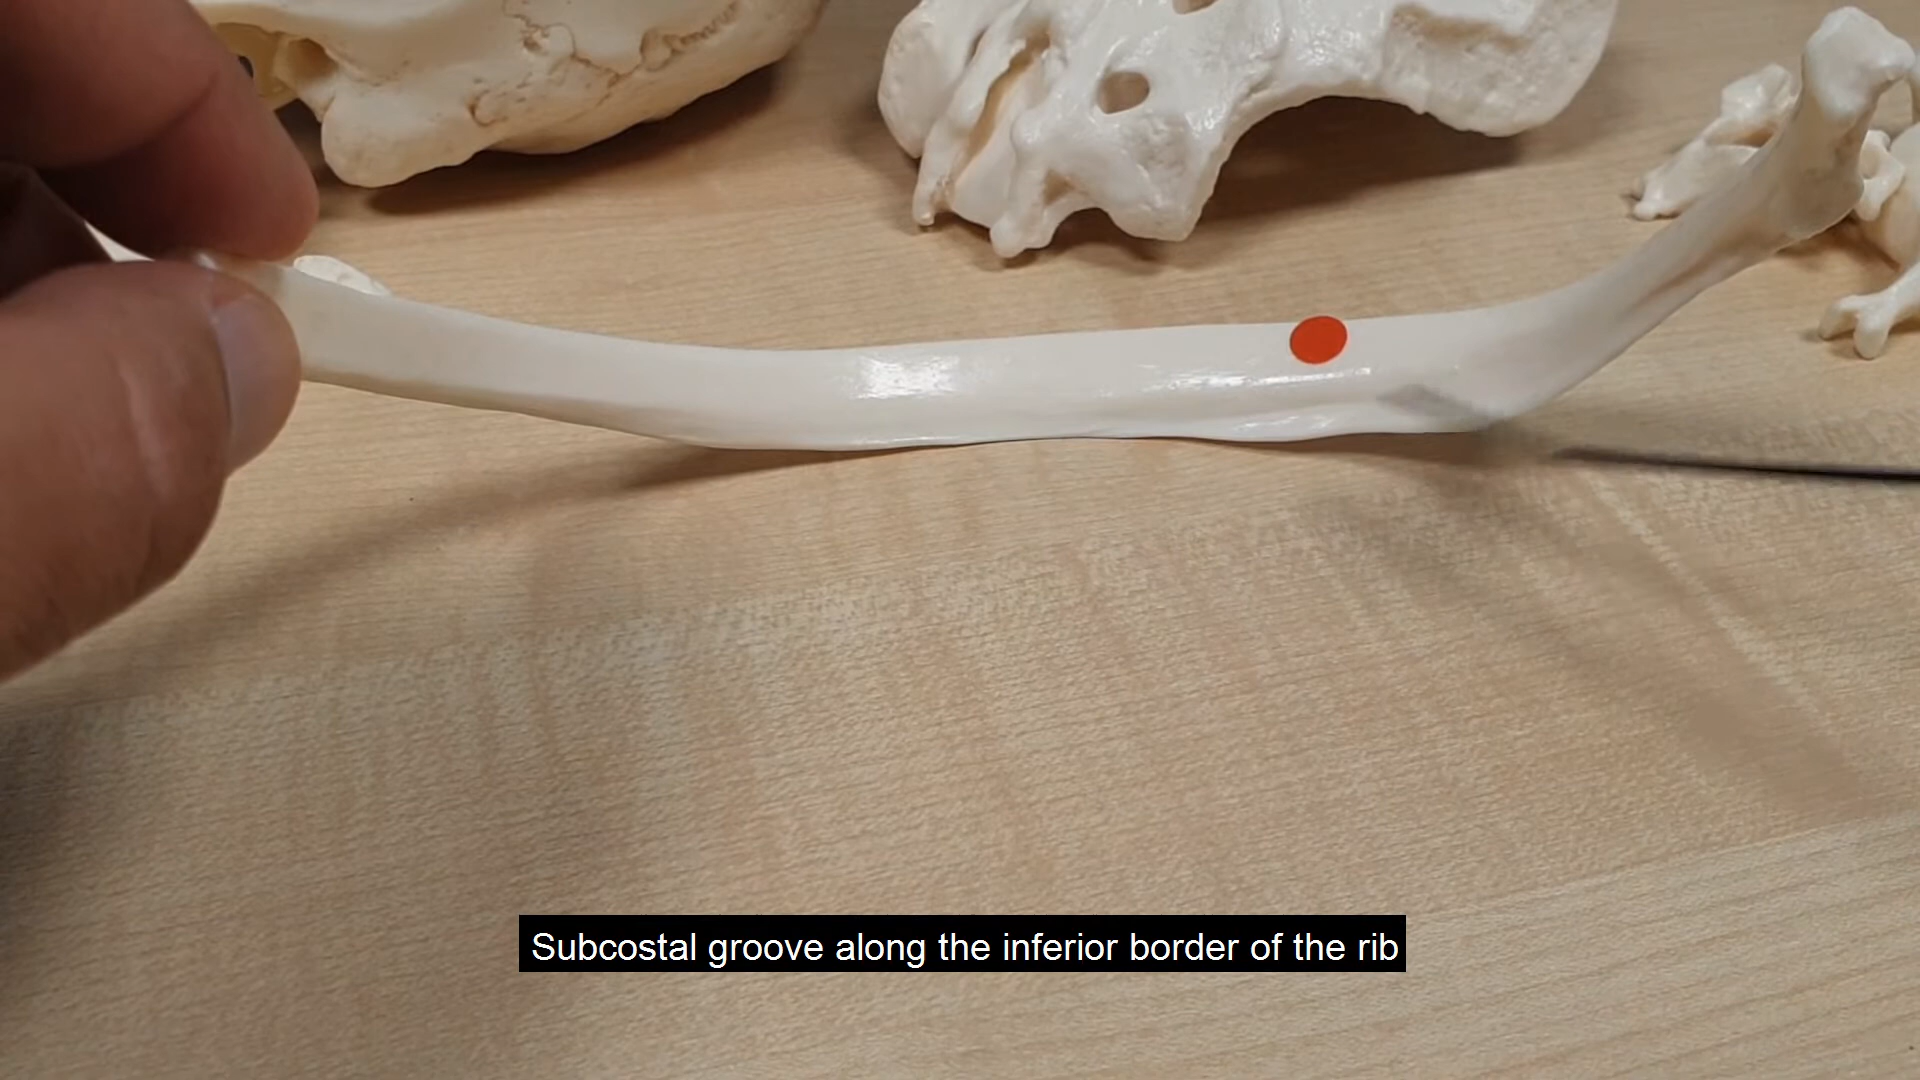 Subcostal groove along the inferior border of the rib